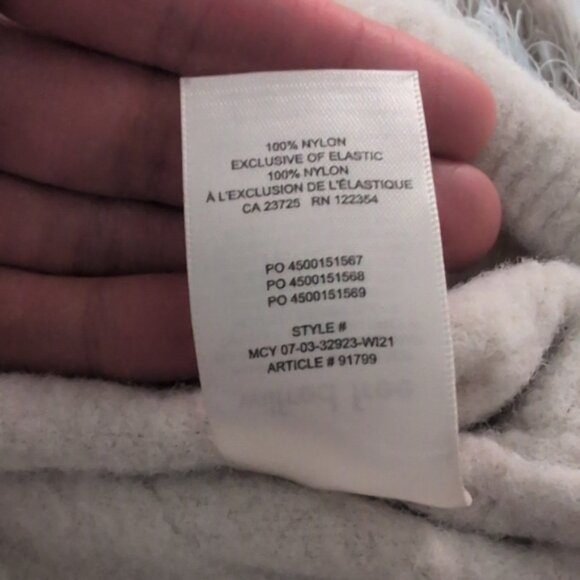 100% NYLON
EXCLUSIVE OF ELASTIC
100% NYLON
À L'EXCLUSION DE L'ÉLASTIQUE
CA 23725 RN 122354
PO 4500151567
PO 4500151568
PO 4500151569
STYLE #
MCY 07-03-32923-WI21
ARTICLE # 91799